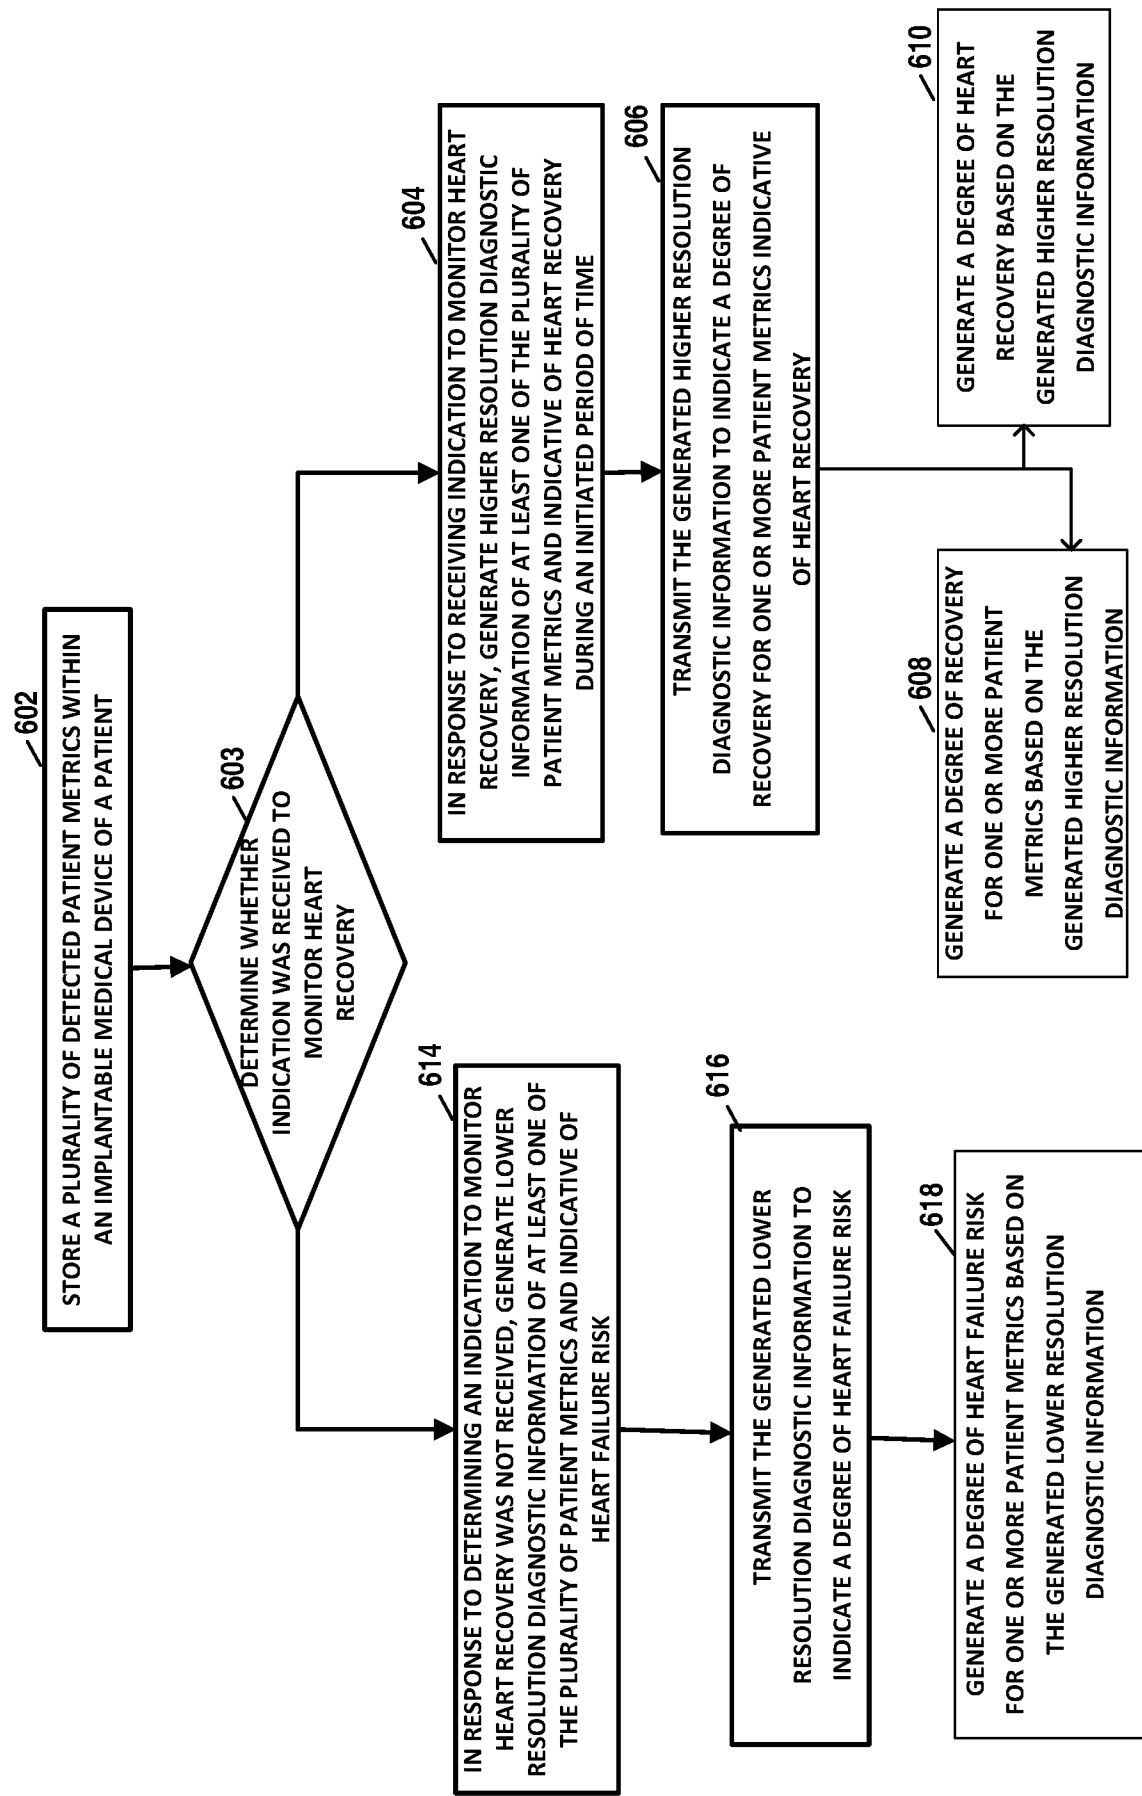 602
STORE A PLURALITY OF DETECTED PATIENT METRICS WITHIN
AN IMPLANTABLE MEDICAL DEVICE OF A PATIENT
603
DETERMINE WHETHER
INDICATION WAS RECEIVED TO
MONITOR HEART
RECOVERY
614
IN RESPONSE TO DETERMINING AN INDICATION TO MONITOR
HEART RECOVERY WAS NOT RECEIVED, GENERATE LOWER
RESOLUTION DIAGNOSTIC INFORMATION OF AT LEAST ONE OF
THE PLURALITY OF PATIENT METRICS AND INDICATIVE OF
HEART FAILURE RISK
616
TRANSMIT THE GENERATED LOWER
RESOLUTION DIAGNOSTIC INFORMATION TO
INDICATE A DEGREE OF HEART FAILURE RISK
618
GENERATE A DEGREE OF HEART FAILURE RISK
FOR ONE OR MORE PATIENT METRICS BASED ON
THE GENERATED LOWER RESOLUTION
DIAGNOSTIC INFORMATION
604
IN RESPONSE TO RECEIVING INDICATION TO MONITOR HEART
RECOVERY, GENERATE HIGHER RESOLUTION DIAGNOSTIC
INFORMATION OF AT LEAST ONE OF THE PLURALITY OF
PATIENT METRICS AND INDICATIVE OF HEART RECOVERY
DURING AN INITIATED PERIOD OF TIME
606
TRANSMIT THE GENERATED HIGHER RESOLUTION
DIAGNOSTIC INFORMATION TO INDICATE A DEGREE OF
RECOVERY FOR ONE OR MORE PATIENT METRICS INDICATIVE
OF HEART RECOVERY
608
GENERATE A DEGREE OF RECOVERY
FOR ONE OR MORE PATIENT
METRICS BASED ON THE
GENERATED HIGHER RESOLUTION
DIAGNOSTIC INFORMATION
610
GENERATE A DEGREE OF HEART
RECOVERY BASED ON THE
GENERATED HIGHER RESOLUTION
DIAGNOSTIC INFORMATION